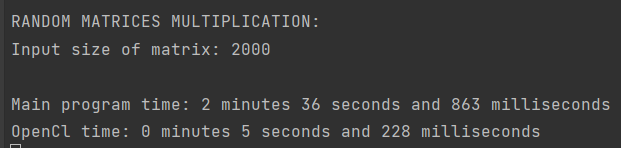 RANDOM MATRICES MULTIPLICATION:
Input size of matrix: 2000
Main program time: 2 minutes 36 seconds and 863 milliseconds
OpenCl time: 0 minutes 5 seconds and 228 milliseconds